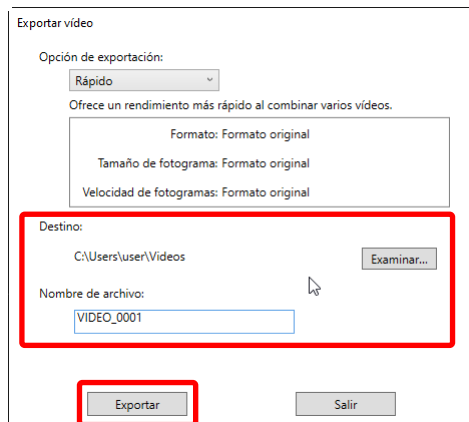 Exportar vídeo
Opción de exportación:
Rápido
Ofrece un rendimiento más rápido al combinar varios vídeos.
Formato: Formato original
Tamaño de fotograma: Formato original
Velocidad de fotogramas: Formato original
Destino:
C:\Users\user\Videos
Examinar...
Nombre de archivo:
VIDEO_0001
Exportar
Salir